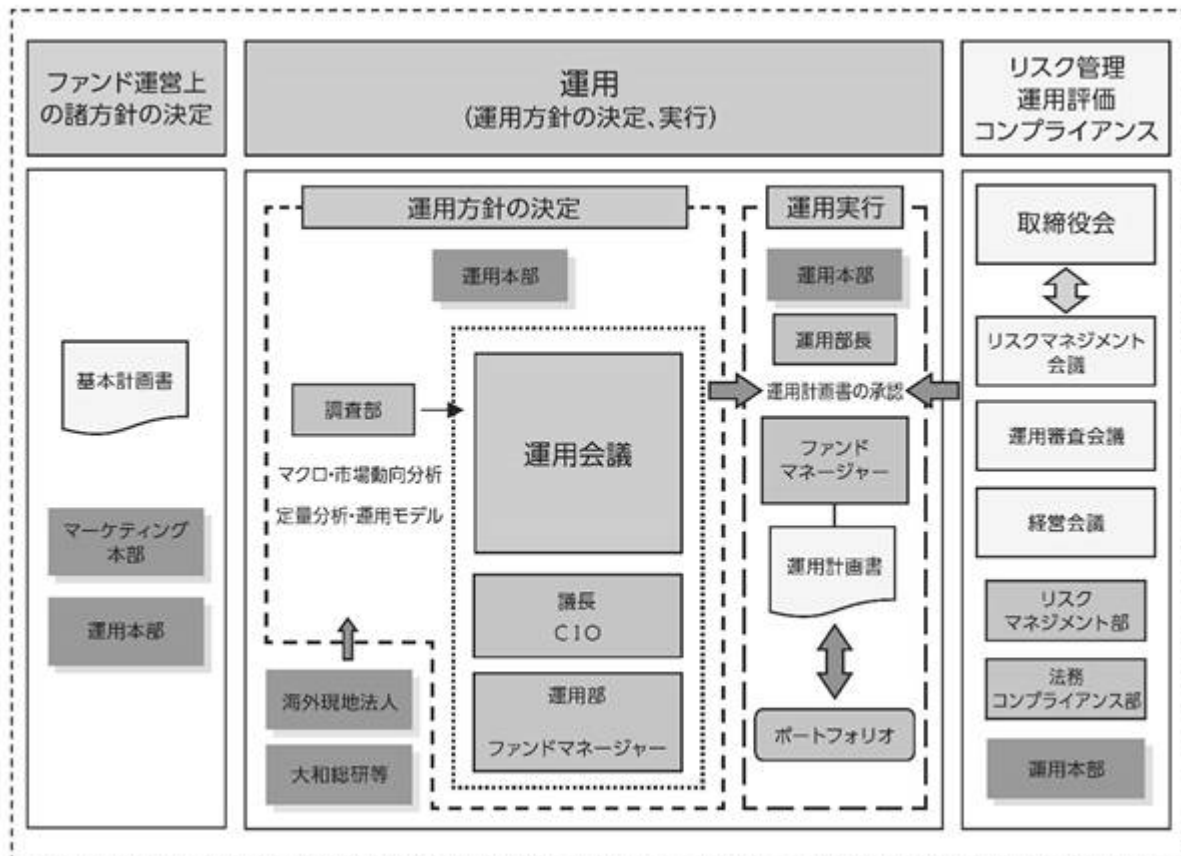 ファンド運営上
の諸方針の決定
運用
(運用方針の決定、実行)
リスク管理
運用評価
コンプライアンス
基本計画書
マーケティング
本部
運用本部
運用方針の決定
運用本部
調査部
マクロ・市場動向分析
定量分析・運用モデル
海外現地法人
大和総研等
運用会議
議長
CIO
運用部
ファンドマネージャー
運用実行
運用本部
運用部長
運用計画書の承認
ファンド
マネージャー
運用計画書
ポートフォリオ
取締役会
リスクマネジメント
会議
運用審査会議
経営会議
リスク
マネジメント部
法務
コンプライアンス部
運用本部